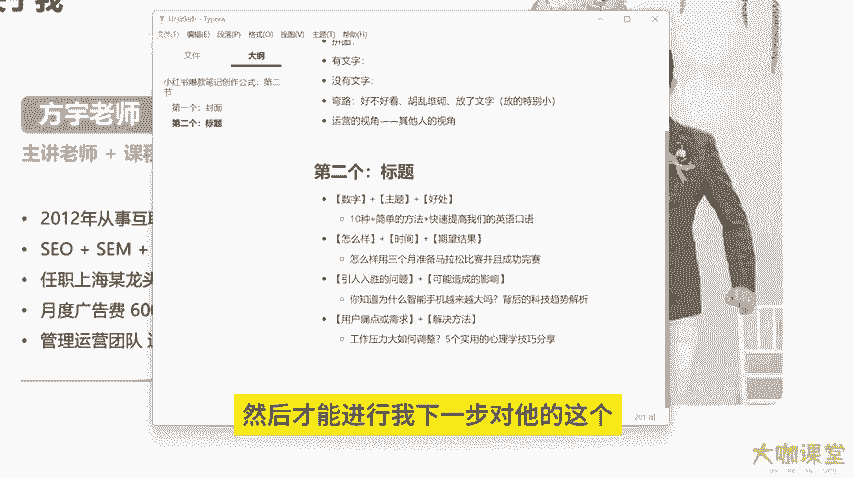 Untitled - Typora
文件(F) 编辑(E) 段落(P) 格式(O) 视图(V) 主题(T) 帮助(H)
文件
大纲
小红书爆款笔记创作公式：第二节
第一个：封面
第二个：标题
有文字：
没有文字：
弯路：好不好看、胡乱堆砌、放了文字（放的特别小）
运营的视角——其他人的视角
第二个：标题
【数字】+【主题】+【好处】
10种+简单的方法+快速提高我们的英语口语
【怎么样】+【时间】+【期望结果】
怎么样用三个月准备马拉松比赛并且成功完赛
【引人入胜的问题】+【可能造成的影响】
你知道为什么智能手机越来越大吗？背后的科技趋势解析
【用户痛点或需求】+【解决方法】
工作压力大如何调整？5个实用的心理学技巧分享
方宇老师
主讲老师 + 课程
2012年从事互联
SEO + SEM +
任职上海某龙头
月度广告费 600
管理运营团队
然后才能进行我下一步对他的这个
大咖课堂